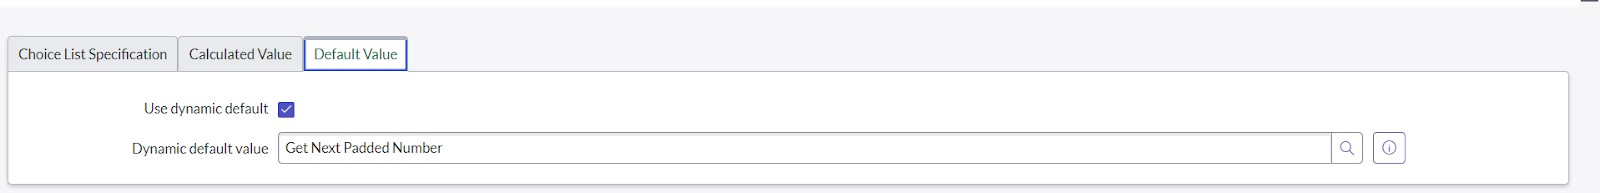 Choice List Specification Calculated Value Default Value
Use dynamic default
Dynamic default value Get Next Padded Number